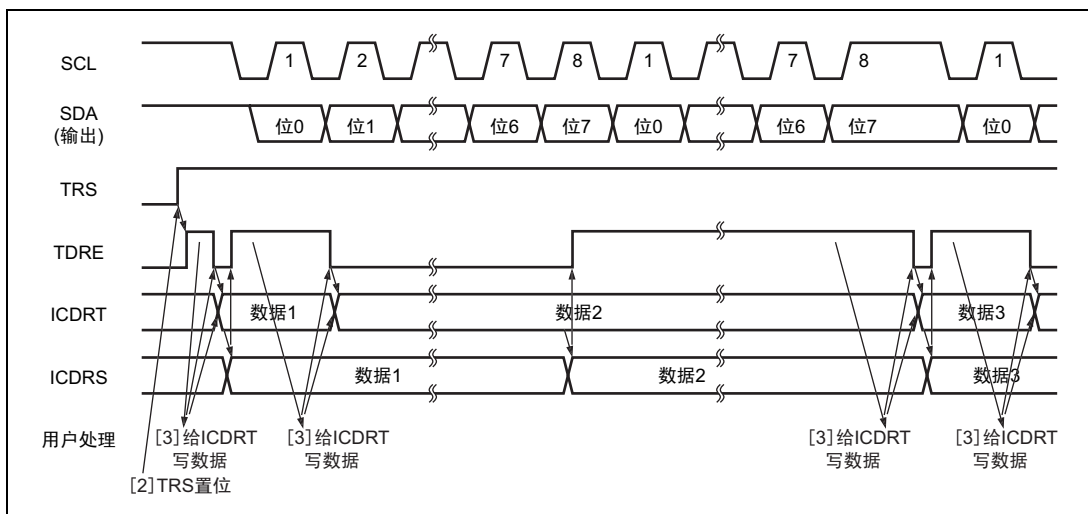 SCL 1 2 7 8 1 7 8 1
SDA
(输出)
位0 位1 位6 位7 位0 位6 位7 位0
TRS
TDRE
ICDRT 数据1 数据2 数据3
ICDRS 数据1 数据2 数据3
用户处理
[3]给ICDRT
写数据
[3]给ICDRT
写数据
[3]给ICDRT
写数据
[3]给ICDRT
写数据
[2]TRS置位